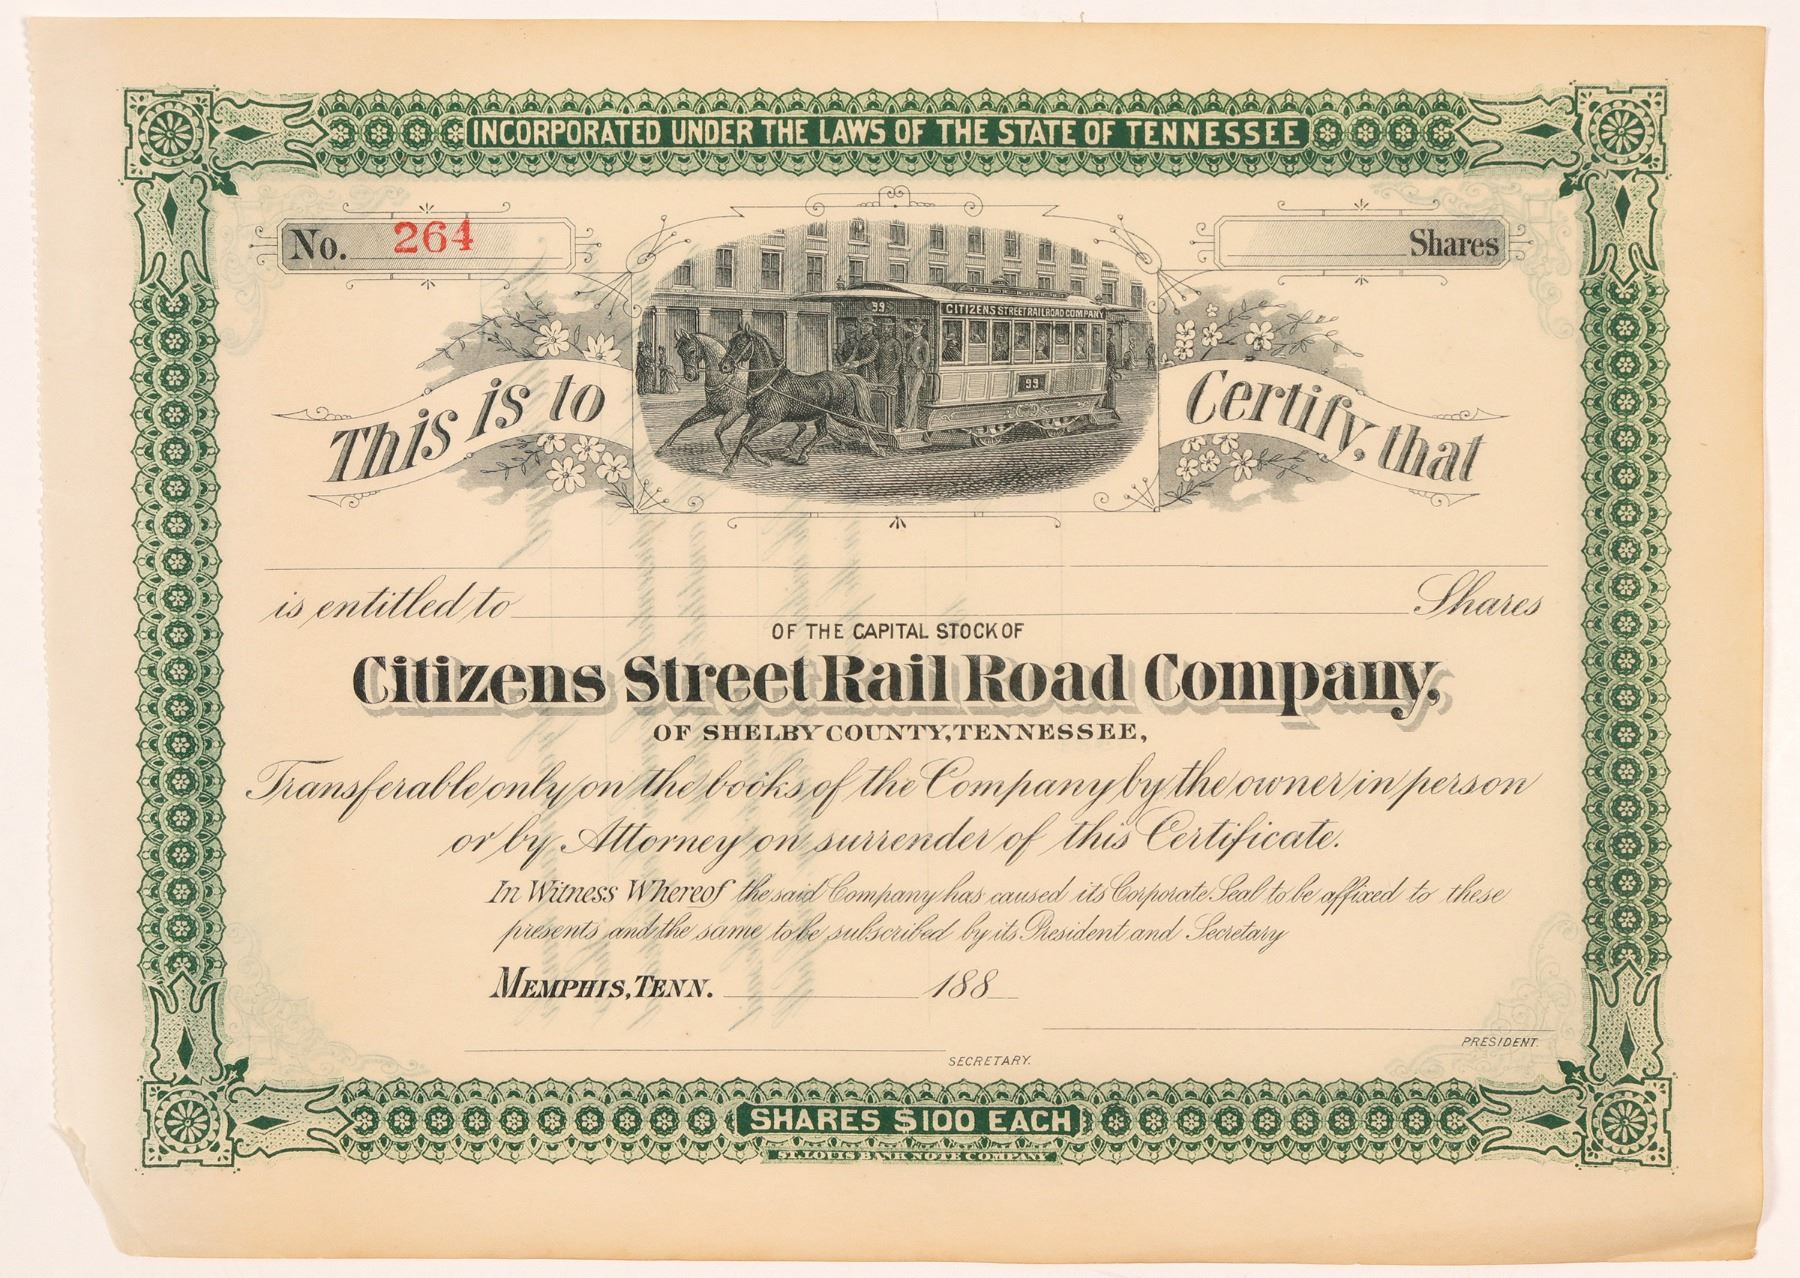 INCORPORATED UNDER THE LAWS OF THE STATE OF TENNESSEE
No. 264
Shares
99
CITIZENS STREET RAILROAD COMPANY
99
This is to Certify, that
is entitled to Shares
OF THE CAPITAL STOCK OF
Citizens Street Rail Road Company,
OF SHELBY COUNTY, TENNESSEE,
Transferable only on the books of the Company by the owner in person
or by Attorney on surrender of this Certificate.
In Witness Whereof the said Company has caused its Corporate Seal to be affixed to these
presents and the same to be subscribed by its President and Secretary
MEMPHIS, TENN. 188
PRESIDENT.
SECRETARY.
SHARES $100 EACH
ST. LOUIS BANK NOTE COMPANY